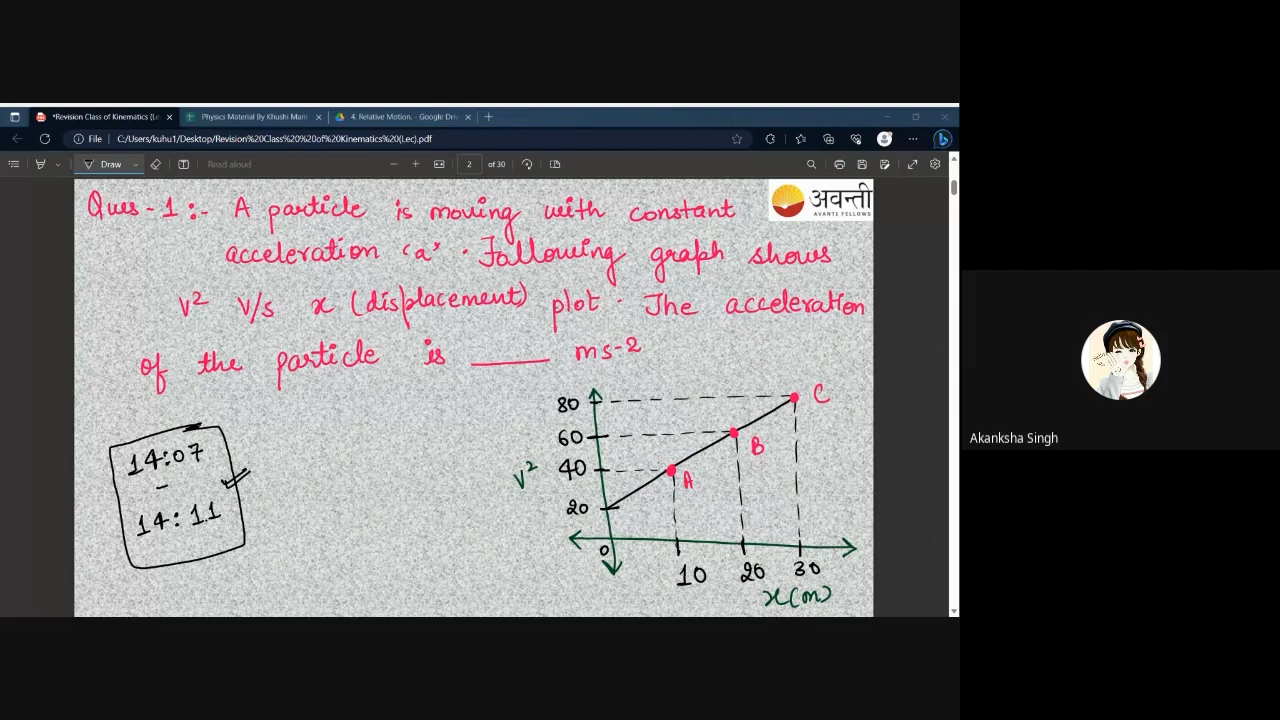 *Revision Class of Kinematics (Le
Physics Material By Khushi Mam
4. Relative Motion. - Google Driv
File
C:/Users/kuhu1/Desktop/Revision%20Class%20%20of%20Kinematics%20(Lec).pdf
Draw
Read aloud
2
of 30
Ques-1:- A particle is moving with constant
acceleration 'a'. Following graph shows
v² v/s x (displacement) plot. The acceleration
of the particle is ______ ms-2
अवन्ती
AVANTI FELLOWS
14:07
-
14:11
80
60
40
20
0
v²
A
B
C
10
20
30
x(m)
Akanksha Singh